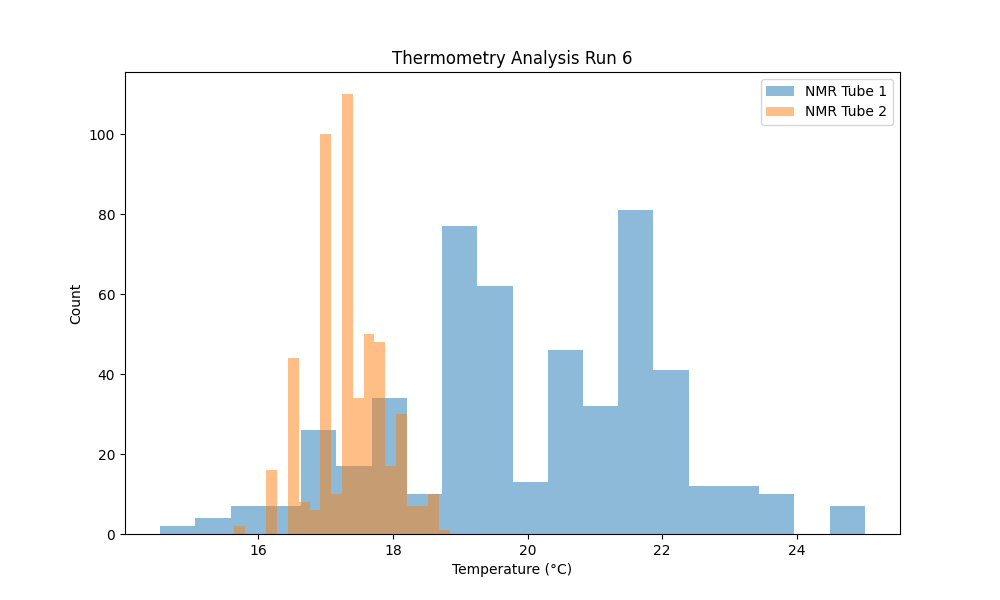 Thermometry Analysis Run 6
NMR Tube 1
NMR Tube 2
100
80
60
40
20
0
Count
16 18 20 22 24
Temperature (°C)